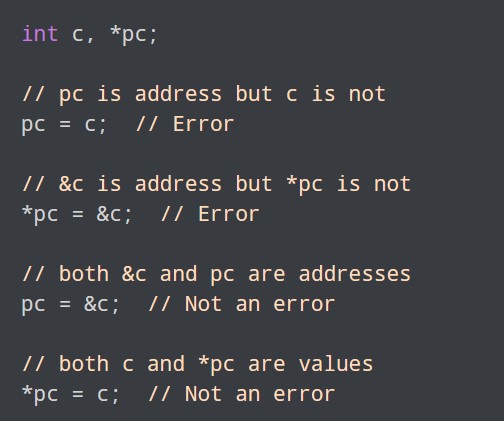 int c, *pc;
// pc is address but c is not
pc = c;  // Error
// &c is address but *pc is not
*pc = &c;  // Error
// both &c and pc are addresses
pc = &c;  // Not an error
// both c and *pc are values
*pc = c;  // Not an error